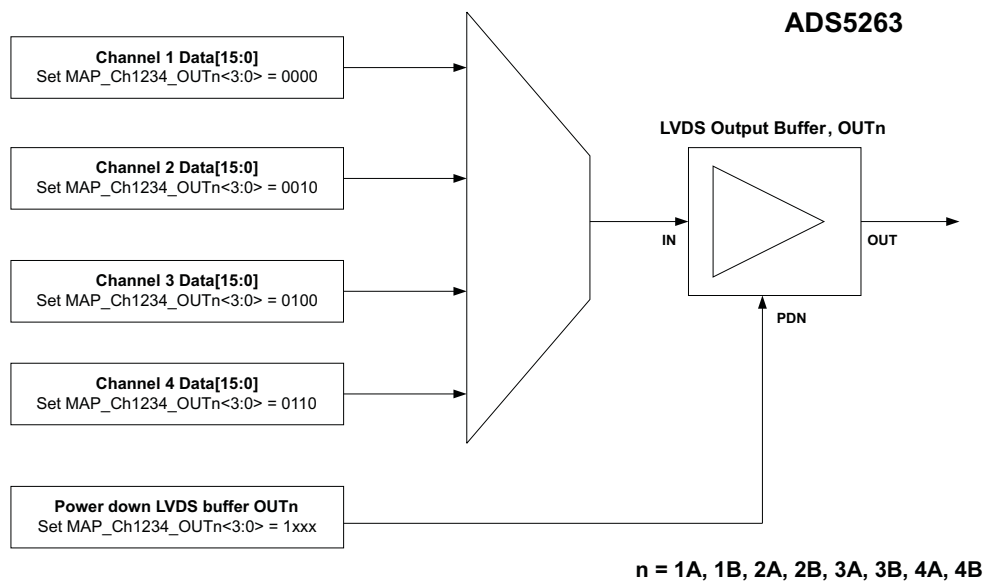 ADS5263
Channel 1 Data[15:0]
Set MAP_Ch1234_OUTn<3:0> = 0000
Channel 2 Data[15:0]
Set MAP_Ch1234_OUTn<3:0> = 0010
Channel 3 Data[15:0]
Set MAP_Ch1234_OUTn<3:0> = 0100
Channel 4 Data[15:0]
Set MAP_Ch1234_OUTn<3:0> = 0110
Power down LVDS buffer OUTn
Set MAP_Ch1234_OUTn<3:0> = 1xxx
LVDS Output Buffer, OUTn
IN
OUT
PDN
n = 1A, 1B, 2A, 2B, 3A, 3B, 4A, 4B